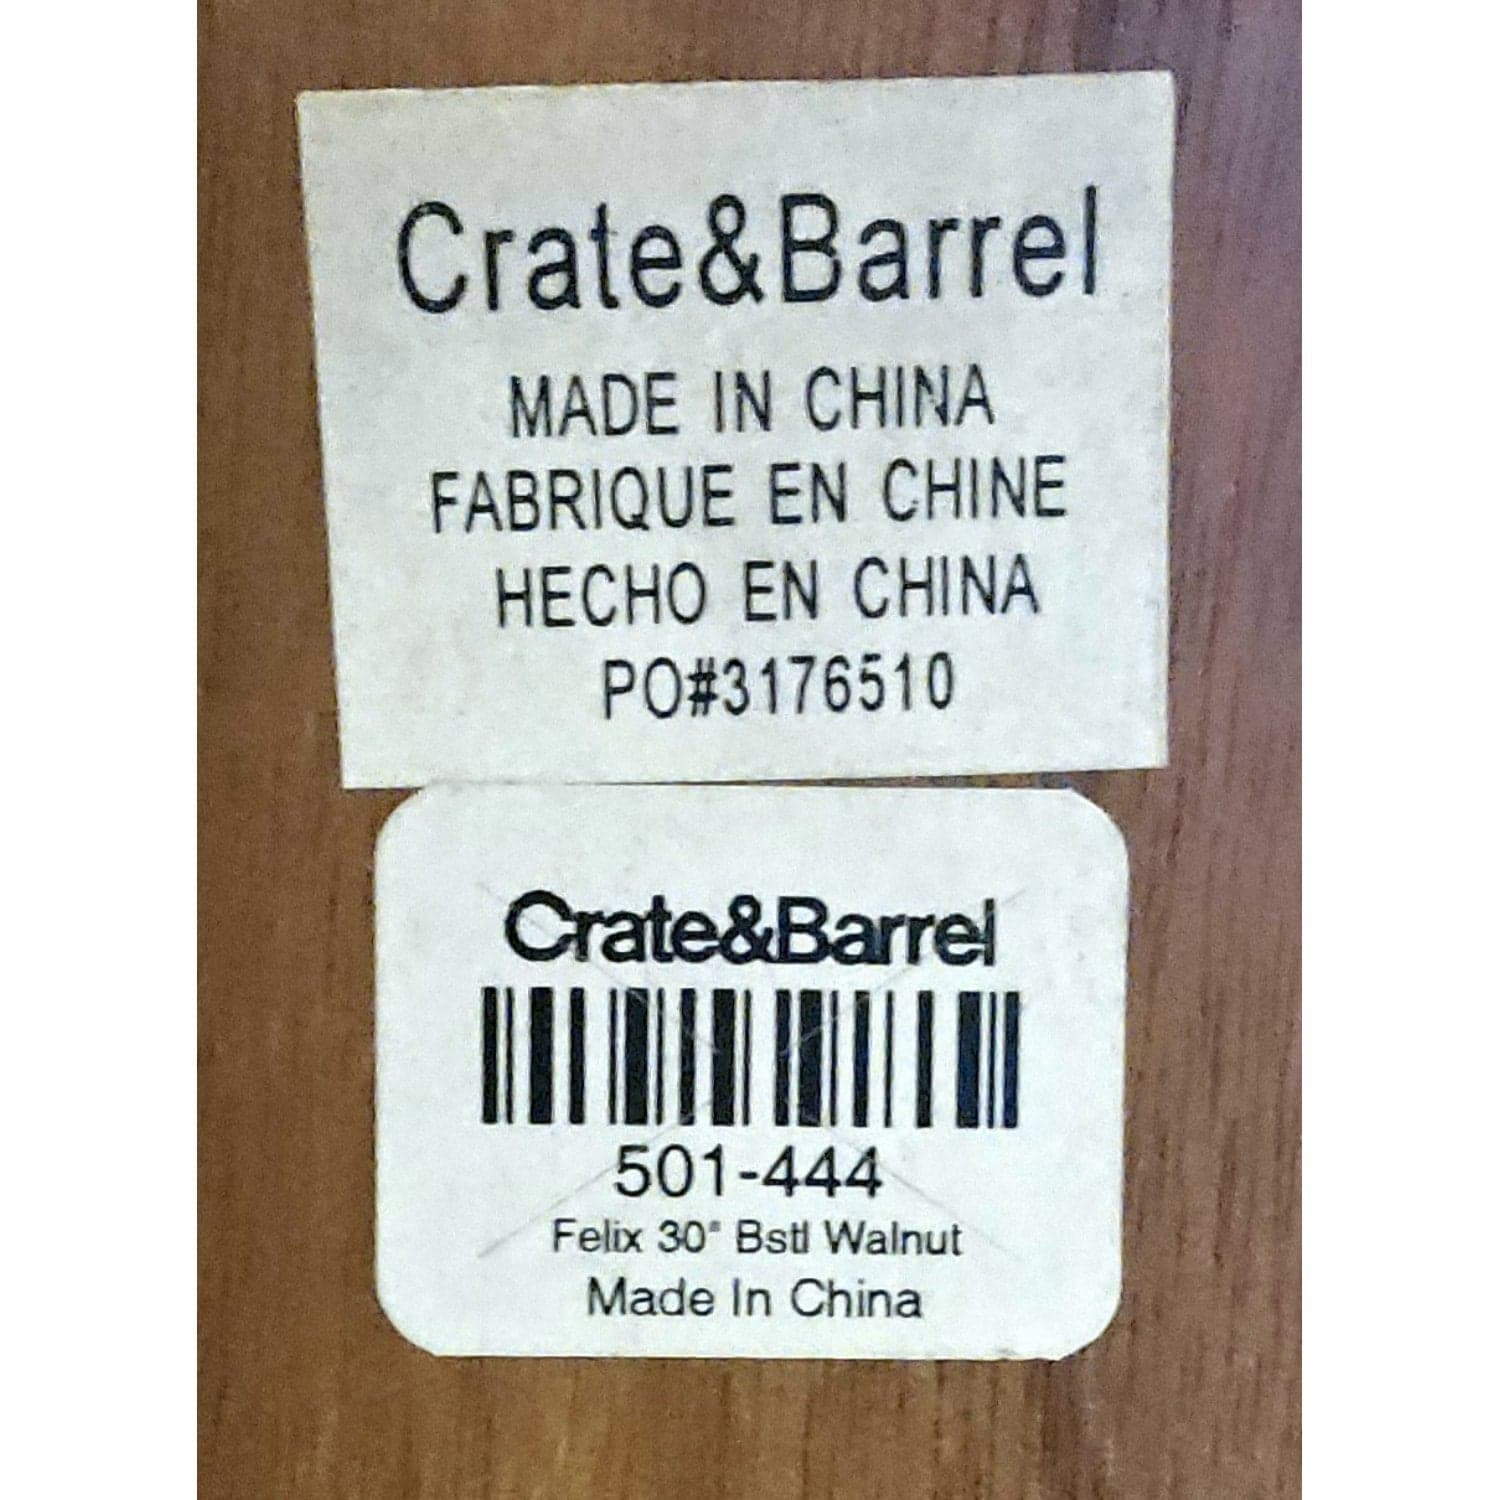 Crate&Barrel
MADE IN CHINA
FABRIQUE EN CHINE
HECHO EN CHINA
PO#3176510
Crate&Barrel
501-444
Felix 30" Bstl Walnut
Made In China